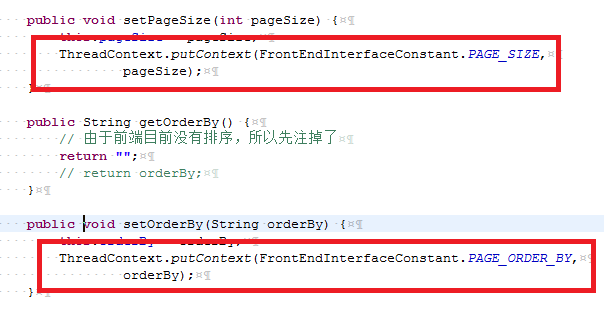 public void setPageSize(int pageSize) {
this.pageSize = pageSize;
ThreadContext.putContext(FrontEndInterfaceConstant.PAGE_SIZE,
pageSize);
}
public String getOrderBy() {
// 由于前端目前没有排序，所以先注掉了
return "";
// return orderBy;
}
public void setOrderBy(String orderBy) {
this.orderBy = orderBy;
ThreadContext.putContext(FrontEndInterfaceConstant.PAGE_ORDER_BY,
orderBy);
}